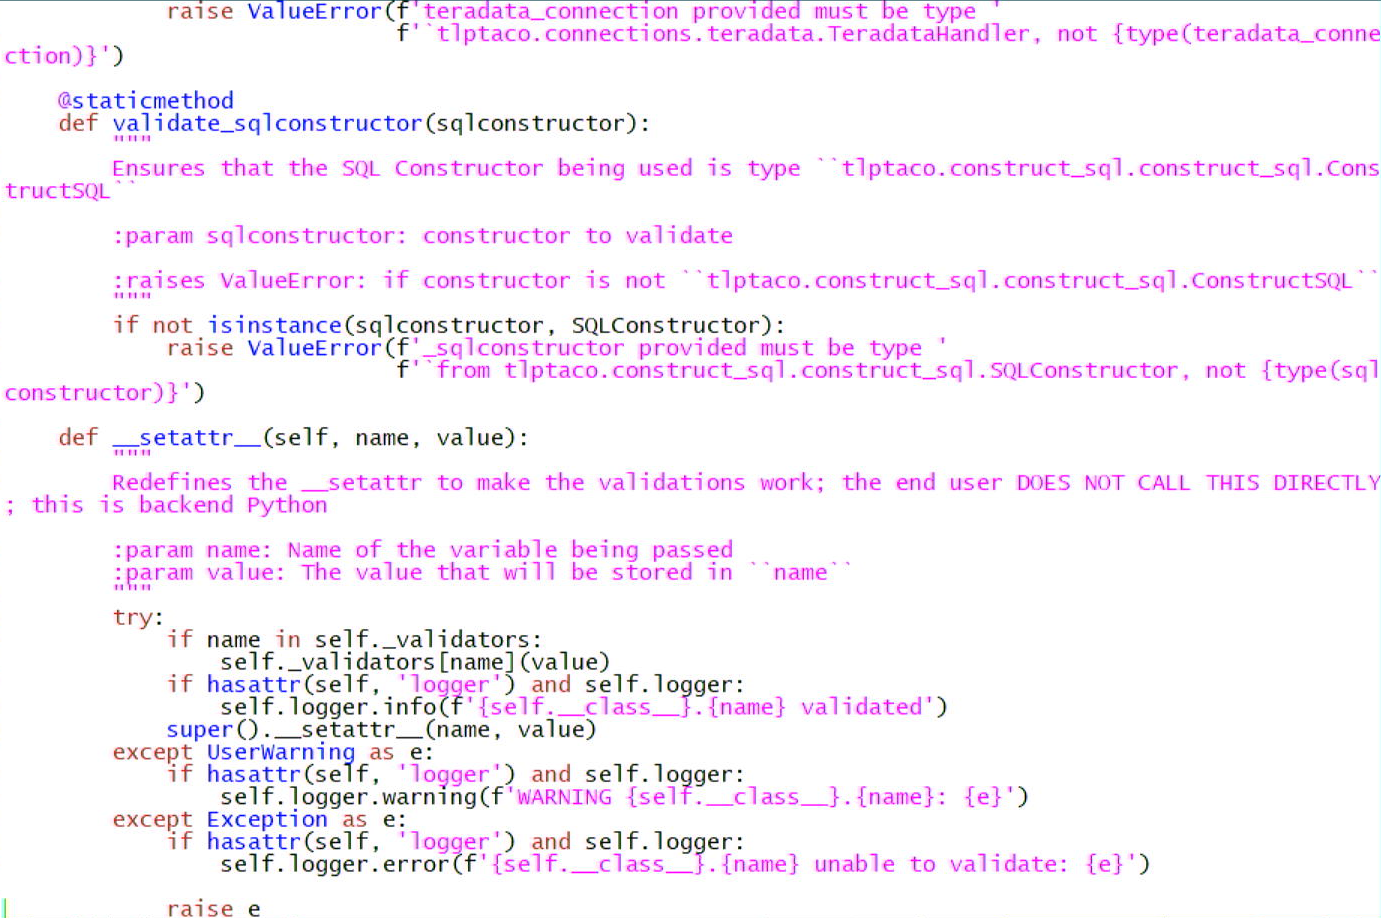 raise ValueError(f'teradata_connection provided must be type '
                             f'``tlptaco.connections.teradata.TeradataHandler, not {type(teradata_conne
ction)}')
    @staticmethod
    def validate_sqlconstructor(sqlconstructor):
        """
        Ensures that the SQL Constructor being used is type ``tlptaco.construct_sql.construct_sql.Cons
tructSQL``
        :param sqlconstructor: constructor to validate
        :raises ValueError: if constructor is not ``tlptaco.construct_sql.construct_sql.ConstructSQL``
        """
        if not isinstance(sqlconstructor, SQLConstructor):
            raise ValueError(f'_sqlconstructor provided must be type '
                             f'``from tlptaco.construct_sql.construct_sql.SQLConstructor, not {type(sql
constructor)}')
    def __setattr__(self, name, value):
        """
        Redefines the __setattr to make the validations work; the end user DOES NOT CALL THIS DIRECTLY
; this is backend Python
        :param name: Name of the variable being passed
        :param value: The value that will be stored in ``name``
        """
        try:
            if name in self._validators:
                self._validators[name](value)
            if hasattr(self, 'logger') and self.logger:
                self.logger.info(f'{self.__class__}.{name} validated')
            super().__setattr__(name, value)
        except UserWarning as e:
            if hasattr(self, 'logger') and self.logger:
                self.logger.warning(f'WARNING {self.__class__}.{name}: {e}')
        except Exception as e:
            if hasattr(self, 'logger') and self.logger:
                self.logger.error(f'{self.__class__}.{name} unable to validate: {e}')
            raise e